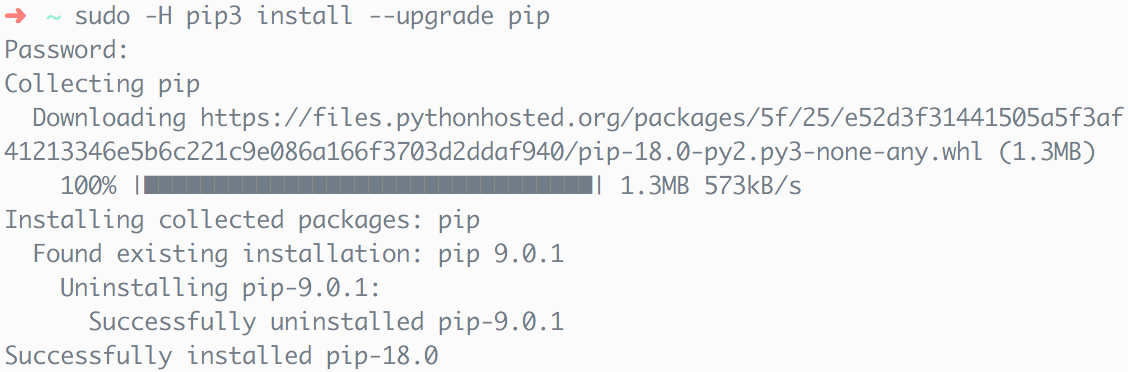 ➜ ~ sudo -H pip3 install --upgrade pip
Password:
Collecting pip
  Downloading https://files.pythonhosted.org/packages/5f/25/e52d3f31441505a5f3af
41213346e5b6c221c9e086a166f3703d2ddaf940/pip-18.0-py2.py3-none-any.whl (1.3MB)
    100% |████████████████████████████████| 1.3MB 573kB/s
Installing collected packages: pip
  Found existing installation: pip 9.0.1
    Uninstalling pip-9.0.1:
      Successfully uninstalled pip-9.0.1
Successfully installed pip-18.0